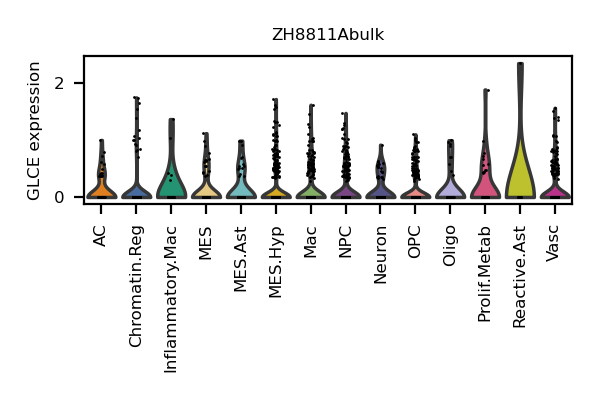 ZH8811Abulk
GLCE expression
2
0
AC
Chromatin.Reg
Inflammatory.Mac
MES
MES.Ast
MES.Hyp
Mac
NPC
Neuron
OPC
Oligo
Prolif.Metab
Reactive.Ast
Vasc